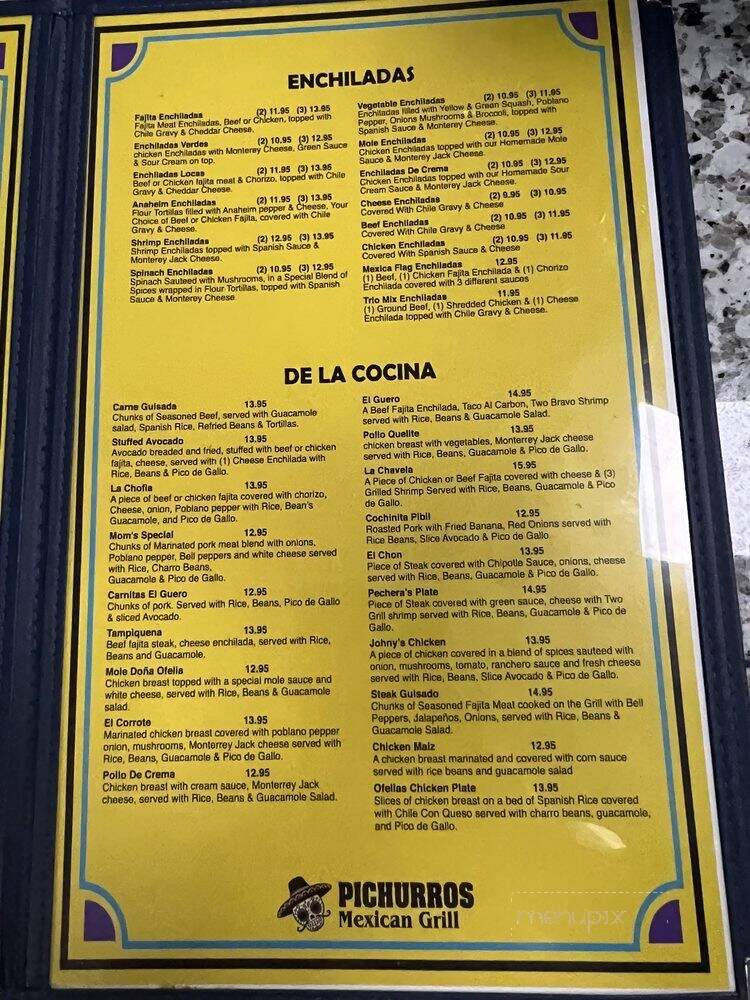 ENCHILADAS
Fajita Enchiladas (2) 11.95 (3) 13.95
Fajita Meat Enchiladas, Beef or Chicken, topped with
Chile Gravy & Cheddar Cheese.
Enchiladas Verdes (2) 10.95 (3) 12.95
chicken Enchiladas with Monterey Cheese, Green Sauce
& Sour Cream on top.
Enchiladas Locas (2) 11.95 (3) 13.95
Beef or Chicken fajita meat & Chorizo, topped with Chile
Gravy & Cheddar Cheese.
Anaheim Enchiladas (2) 11.95 (3) 13.95
Flour Tortillas filled with Anaheim pepper & Cheese, Your
Choice of Beef or Chicken Fajita, covered with Chile
Gravy & Cheese.
Shrimp Enchiladas (2) 12.95 (3) 13.95
Shrimp Enchiladas topped with Spanish Sauce &
Monterey Jack Cheese.
Spinach Enchiladas (2) 10.95 (3) 12.95
Spinach Sauteed with Mushrooms, in a Special Blend of
Spices wrapped in Flour Tortillas, topped with Spanish
Sauce & Monterey Cheese
Vegetable Enchiladas (2) 10.95 (3) 11.95
Enchiladas filled with Yellow & Green Squash, Poblano
Pepper, Onions Mushrooms & Broccoli, topped with
Spanish Sauce & Monterey Cheese.
Mole Enchiladas (2) 10.95 (3) 12.95
Chicken Enchiladas topped with our Homemade Mole
Sauce & Monterey Jack Cheese.
Enchiladas De Crema (2) 10.95 (3) 12.95
Chicken Enchiladas topped with our Homemade Sour
Cream Sauce & Monterey Jack Cheese.
Cheese Enchiladas (2) 9.95 (3) 10.95
Covered With Chile Gravy & Cheese
Beef Enchiladas (2) 10.95 (3) 11.95
Covered With Chile Gravy & Cheese
Chicken Enchiladas (2) 10.95 (3) 11.95
Covered With Spanish Sauce & Cheese
Mexica Flag Enchiladas 12.95
(1) Beef, (1) Chicken Fajita Enchilada & (1) Chorizo
Enchilada covered with 3 different sauces
Trio Mix Enchiladas 11.95
(1) Ground Beef, (1) Shredded Chicken & (1) Cheese
Enchilada topped with Chile Gravy & Cheese.
DE LA COCINA
Carne Guisada 13.95
Chunks of Seasoned Beef, served with Guacamole
salad, Spanish Rice, Refried Beans & Tortillas.
Stuffed Avocado 13.95
Avocado breaded and fried, stuffed with beef or chicken
fajita, cheese, served with (1) Cheese Enchilada with
Rice, Beans & Pico de Gallo.
La Chofia 13.95
A piece of beef or chicken fajita covered with chorizo,
Cheese, onion, Poblano pepper with Rice, Bean's
Guacamole, and Pico de Gallo.
Mom's Special 12.95
Chunks of Marinated pork meat blend with onions,
Poblano pepper, Bell peppers and white cheese served
with Rice, Charro Beans,
Guacamole & Pico de Gallo.
Carnitas El Guero 12.95
Chunks of pork. Served with Rice, Beans, Pico de Gallo
& sliced Avocado.
Tampiquena 13.95
Beef fajita steak, cheese enchilada, served with Rice,
Beans and Guacamole.
Mole Doña Ofelia 12.95
Chicken breast topped with a special mole sauce and
white cheese, served with Rice, Beans & Guacamole
salad.
El Corrote 13.95
Marinated chicken breast covered with poblano pepper
onion, mushrooms, Monterrey Jack cheese served with
Rice, Beans, Guacamole & Pico de Gallo.
Pollo De Crema 12.95
Chicken breast with cream sauce, Monterrey Jack
cheese, served with Rice, Beans & Guacamole Salad.
El Guero 14.95
A Beef Fajita Enchilada, Taco Al Carbon, Two Bravo Shrimp
served with Rice, Beans & Guacamole Salad.
Pollo Quelite 13.95
chicken breast with vegetables, Monterrey Jack cheese
served with Rice, Beans, Guacamole & Pico de Gallo.
La Chavela 15.95
A Piece of Chicken or Beef Fajita covered with cheese & (3)
Grilled Shrimp Served with Rice, Beans, Guacamole & Pico
de Gallo.
Cochinita Pibil 12.95
Roasted Pork with Fried Banana, Red Onions served with
Rice Beans, Slice Avocado & Pico de Gallo.
El Chon 13.95
Piece of Steak covered with Chipotle Sauce, onions, cheese
served with Rice, Beans, Guacamole & Pico de Gallo.
Pechera's Plate 14.95
Piece of Steak covered with green sauce, cheese with Two
Grill shrimp served with Rice, Beans, Guacamole & Pico de
Gallo.
Johny's Chicken 13.95
A piece of chicken covered in a blend of spices sauteed with
onion, mushrooms, tomato, ranchero sauce and fresh cheese
served with Rice, Beans, Slice Avocado & Pico de Gallo.
Steak Guisado 14.95
Chunks of Seasoned Fajita Meat cooked on the Grill with Bell
Peppers, Jalapeños, Onions, served with Rice, Beans &
Guacamole Salad.
Chicken Maiz 12.95
A chicken breast marinated and covered with corn sauce
served with rice beans and guacamole salad
Ofelias Chicken Plate 13.95
Slices of chicken breast on a bed of Spanish Rice covered
with Chile Con Queso served with charro beans, guacamole,
and Pico de Gallo.
PICHURROS
Mexican Grill
menupix